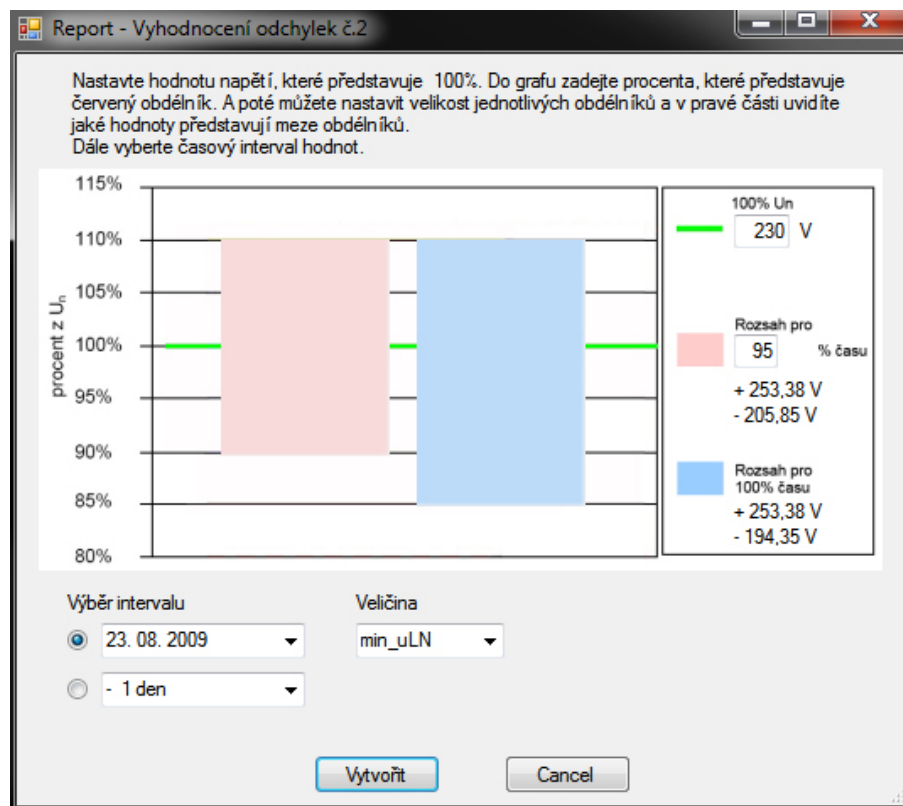 Report - Vyhodnocení odchylek č.2
Nastavte hodnotu napětí, které představuje 100%. Do grafu zadejte procenta, které představuje
červený obdélník. A poté můžete nastavit velikost jednotlivých obdélníků a v pravé části uvidíte
jaké hodnoty představují meze obdélníků.
Dále vyberte časový interval hodnot.
115%
110%
105%
100%
95%
90%
85%
80%
procent z Un
100% Un
230 V
Rozsah pro
95 % času
+ 253,38 V
- 205,85 V
Rozsah pro
100% času
+ 253,38 V
- 194,35 V
Výběr intervalu
Veličina
23. 08. 2009
min_uLN
- 1 den
Vytvořit
Cancel